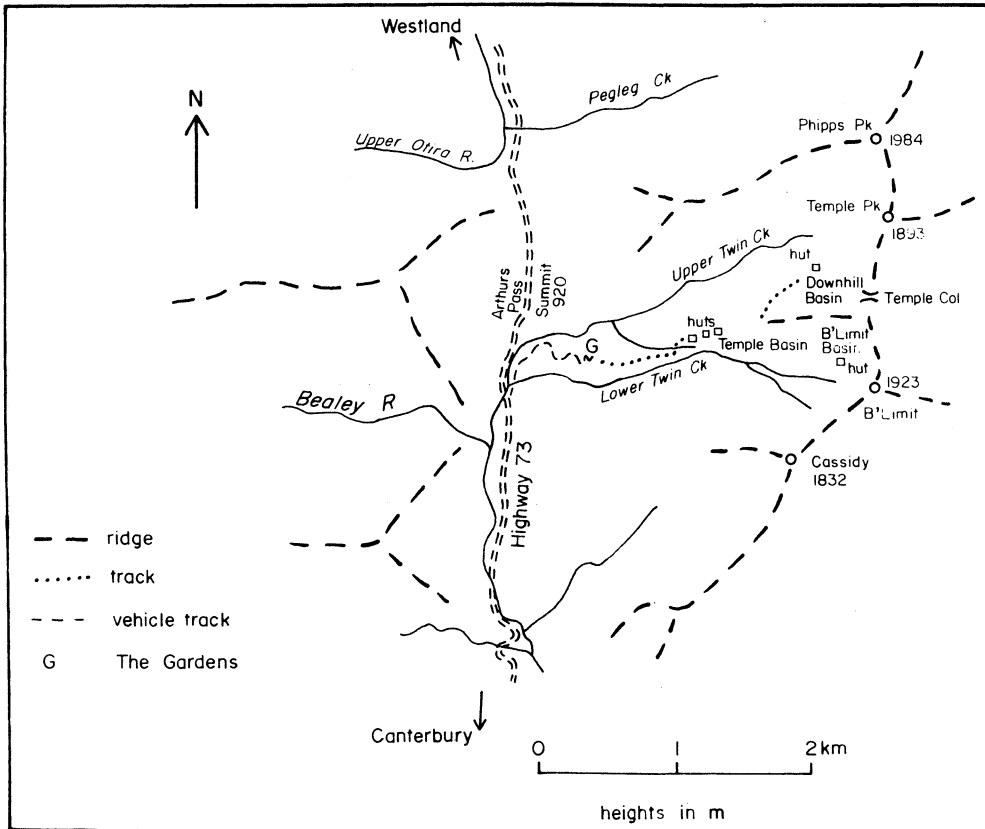 Westland
N
Pegleg Ck
Upper Otira R.
Phipps Pk
1984
Temple Pk
1893
Upper Twin Ck
hut
Downhill
Basin
Temple Col
Arthurs
Pass
Summit
920
huts
Temple Basin
G
B'Limit
Basin.
hut
Lower Twin Ck
1923
B'Limit
Bealey R
Cassidy
1832
Highway 73
ridge
track
vehicle track
G The Gardens
Canterbury
0 1 2 km
heights in m